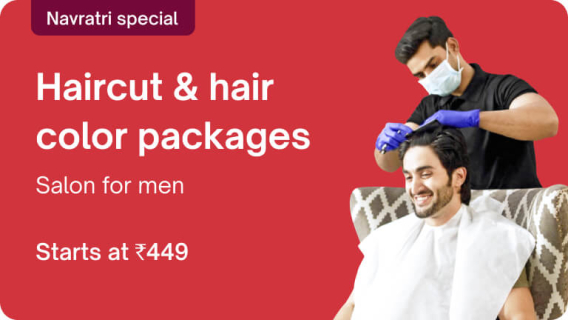 Navratri special
Haircut & hair
color packages
Salon for men
Starts at ₹449